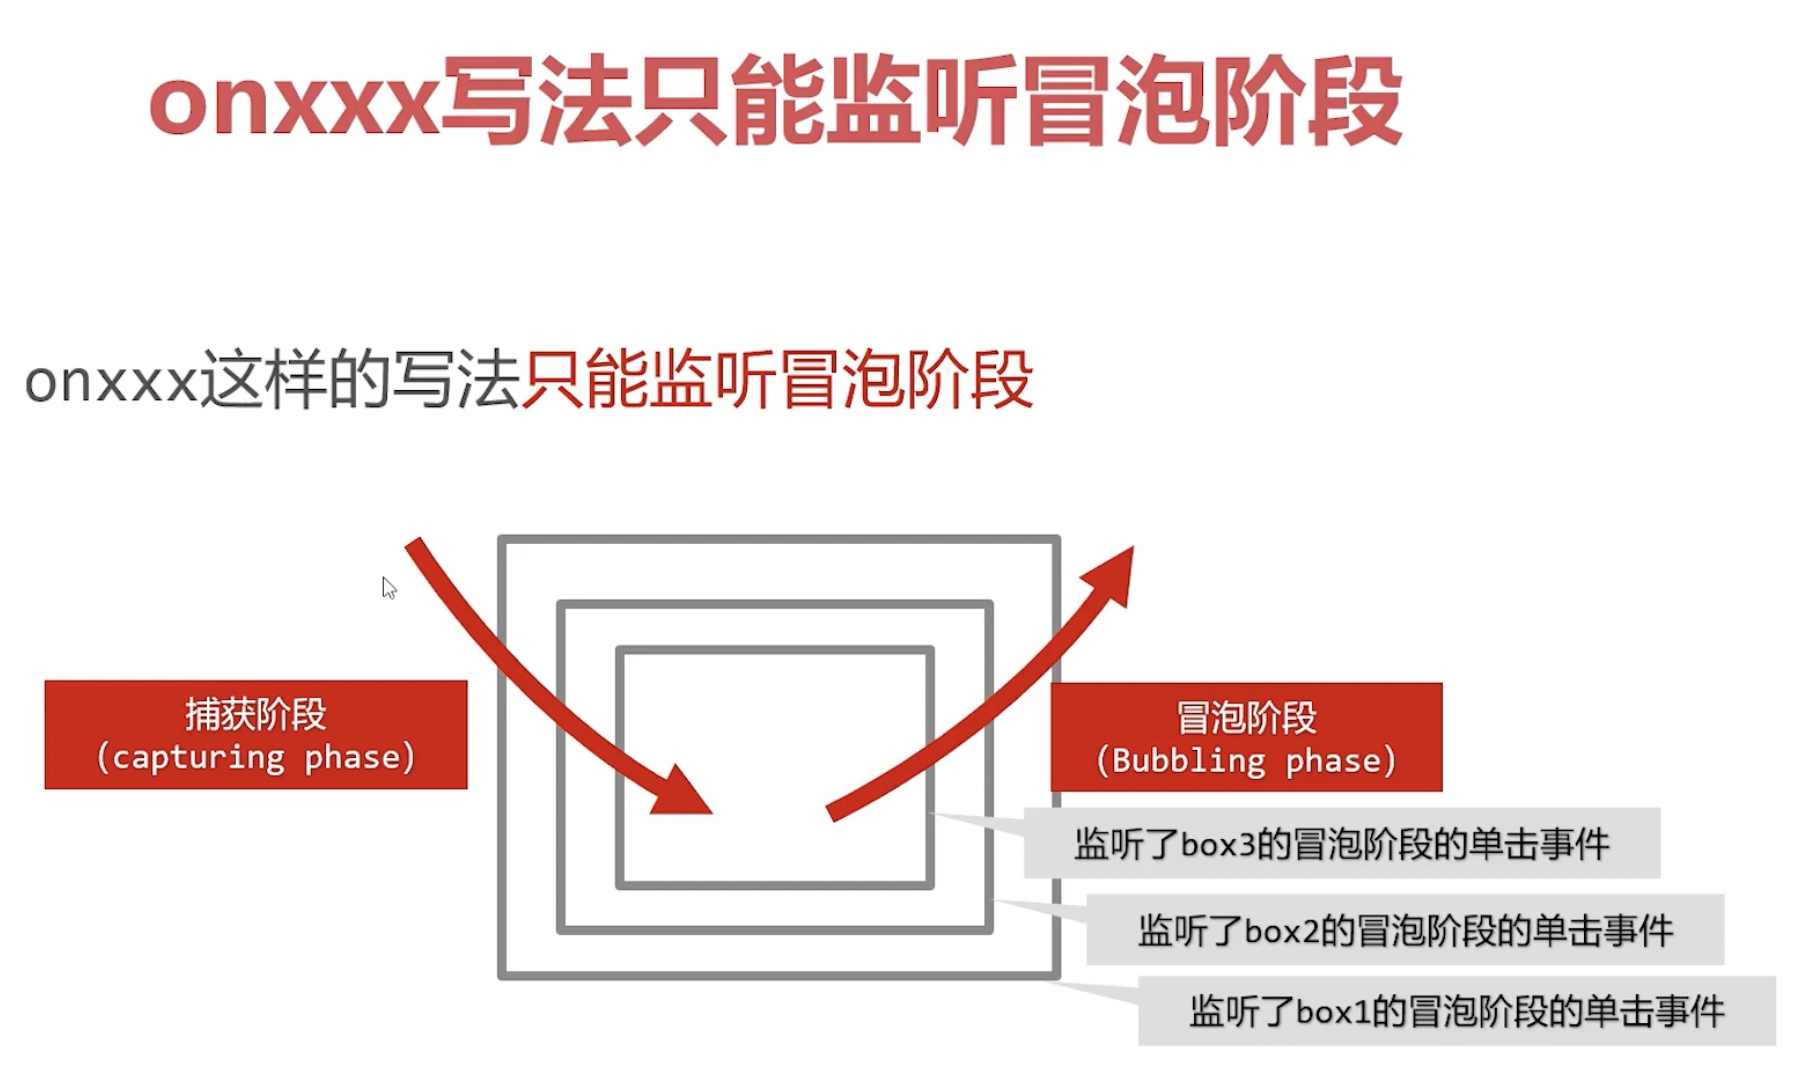 onxxx写法只能监听冒泡阶段
onxxx这样的写法只能监听冒泡阶段
捕获阶段
(capturing phase)
冒泡阶段
(Bubbling phase)
监听了box3的冒泡阶段的单击事件
监听了box2的冒泡阶段的单击事件
监听了box1的冒泡阶段的单击事件